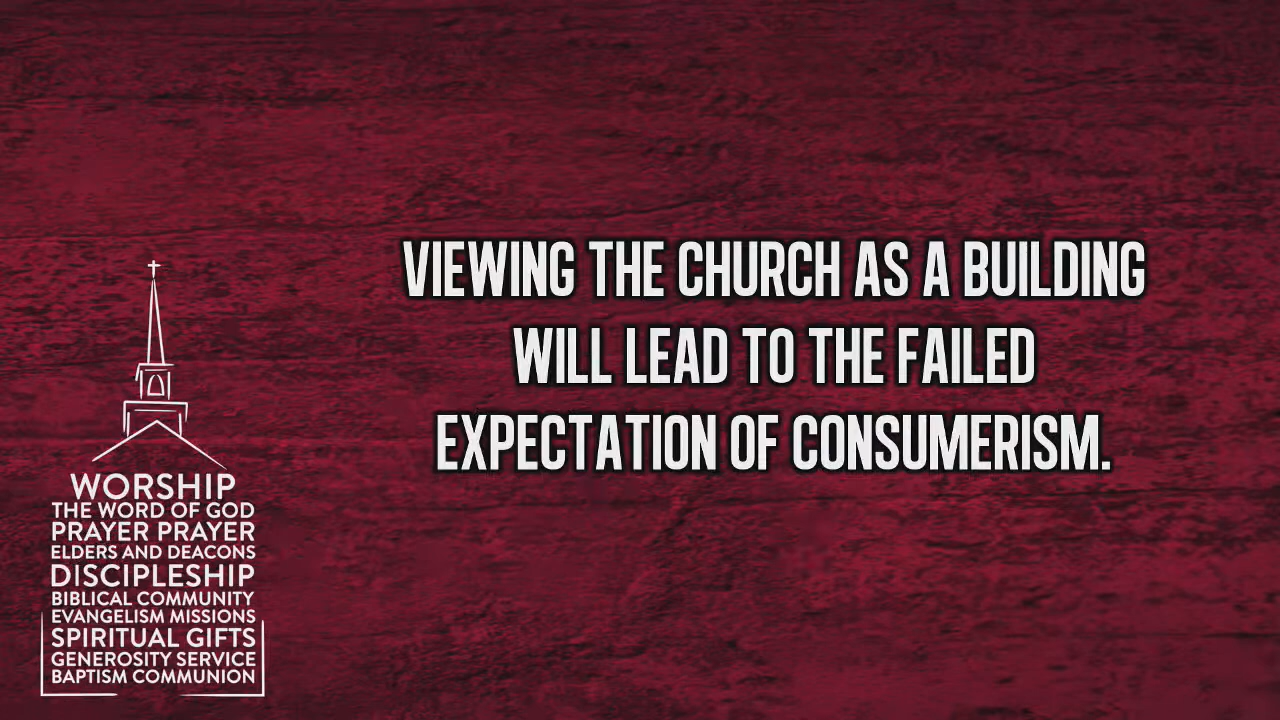 VIEWING THE CHURCH AS A BUILDING
WILL LEAD TO THE FAILED
EXPECTATION OF CONSUMERISM.
WORSHIP
THE WORD OF GOD
PRAYER PRAYER
ELDERS AND DEACONS
DISCIPLESHIP
BIBLICAL COMMUNITY
EVANGELISM MISSIONS
SPIRITUAL GIFTS
GENEROSITY SERVICE
BAPTISM COMMUNION